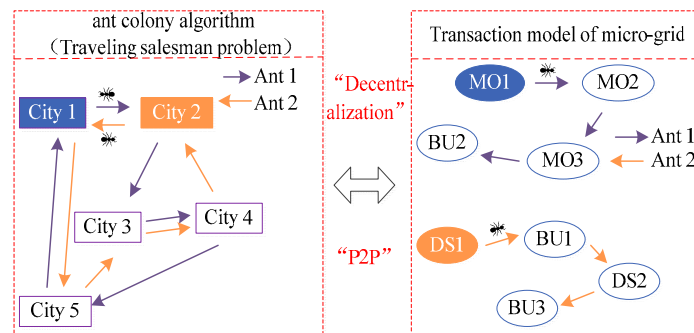 ant colony algorithm
(Traveling salesman problem)
Ant 1
Ant 2
City 1
City 2
City 3
City 4
City 5
“Decentr-
alization”
“P2P”
Transaction model of micro-grid
MO1
MO2
Ant 1
BU2
MO3
Ant 2
DS1
BU1
DS2
BU3